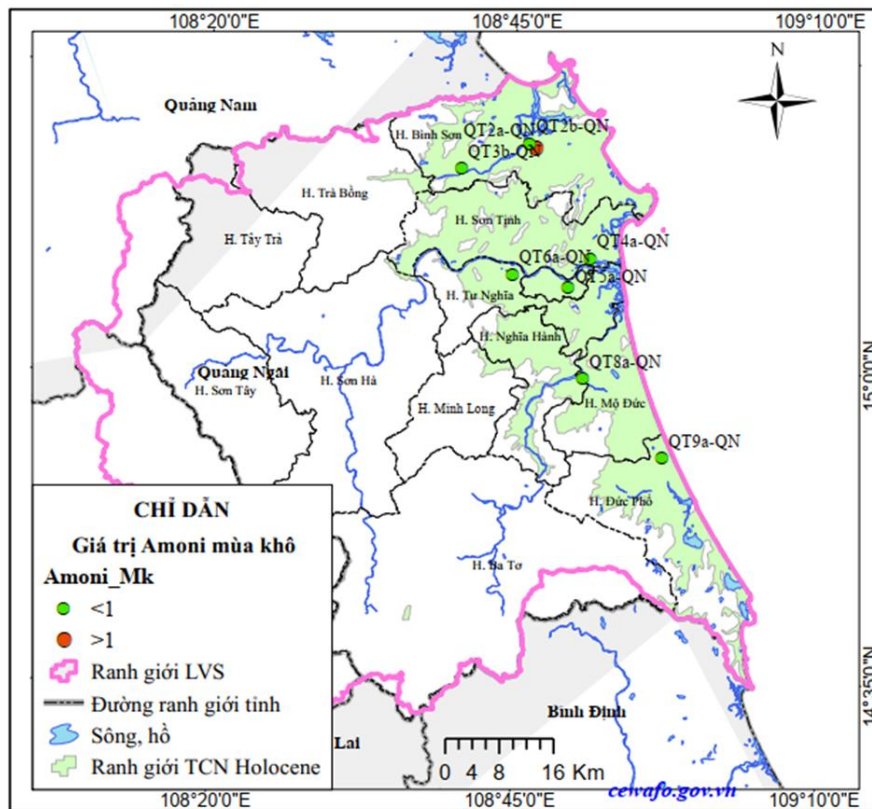 108°20'0"E 108°45'0"E 109°10'0"E
N
Quảng Nam
H. Bình Sơn
QT2a-QN
QT2b-QN
QT3b-QN
H. Trà Bồng
H. Sơn Tịnh
H. Tây Trà
QT4a-QN
QT6a-QN
QT5a-QN
H. Tư Nghĩa
H. Nghĩa Hành
15°0'0"N
Quảng Ngãi
H. Sơn Hà
H. Sơn Tây
QT8a-QN
H. Minh Long
H. Mộ Đức
QT9a-QN
H. Đức Phổ
H. Ba Tơ
CHỈ DẪN
Giá trị Amoni mùa khô
Amoni_Mk
<1
>1
Ranh giới LVS
Đường ranh giới tỉnh
Sông, hồ
Ranh giới TCN Holocene
14°35'0"N
Bình Định
Lai
0 4 8 16 Km
cewafo.gov.vn
108°20'0"E 108°45'0"E 109°10'0"E